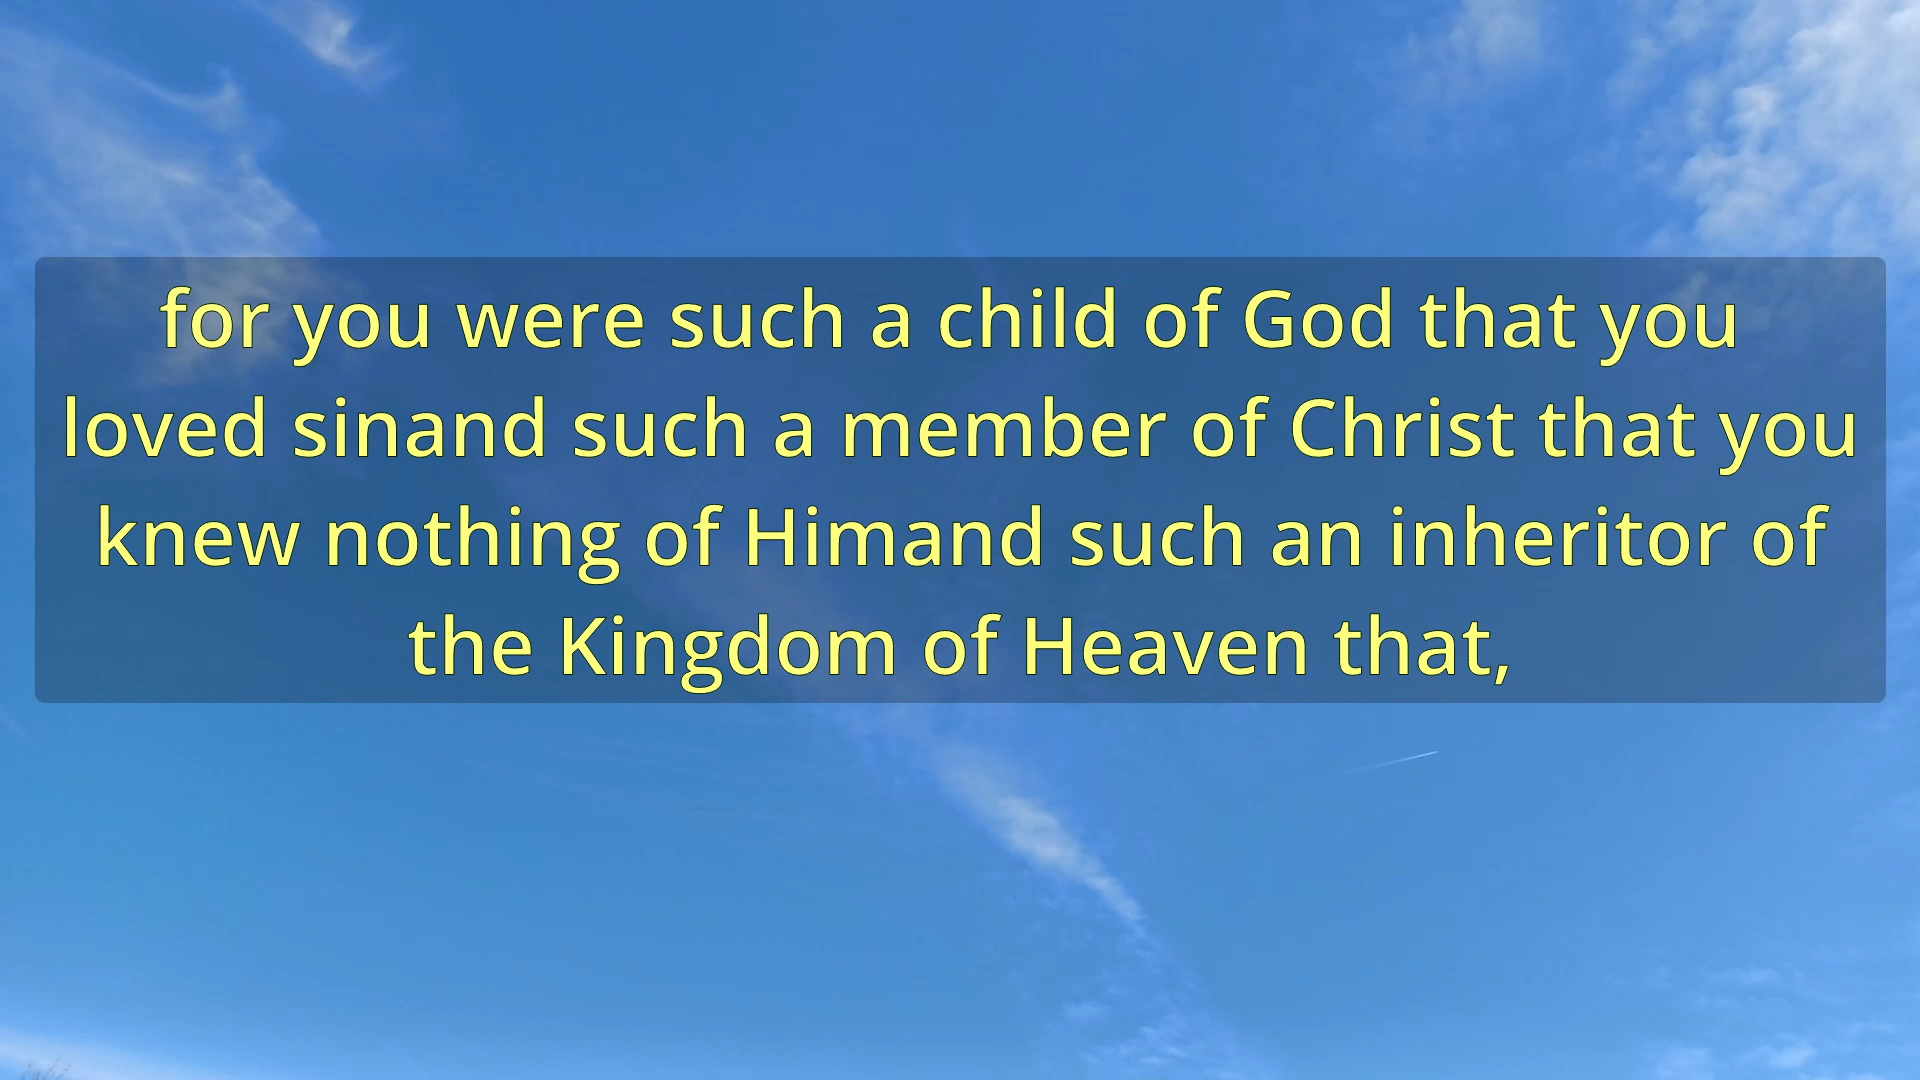 for you were such a child of God that you
loved sinand such a member of Christ that you
knew nothing of Himand such an inheritor of
the Kingdom of Heaven that,